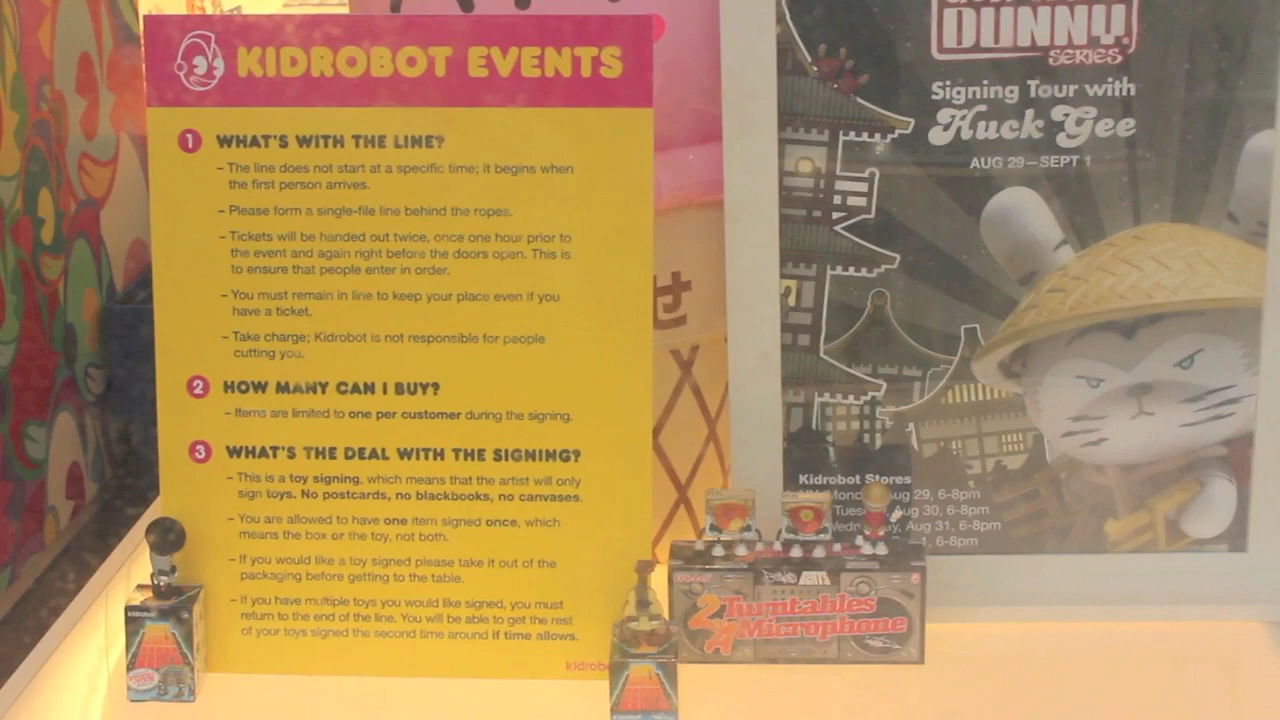 KIDROBOT EVENTS
1 WHAT'S WITH THE LINE?
– The line does not start at a specific time; it begins when
the first person arrives.
– Please form a single-file line behind the ropes.
– Tickets will be handed out twice, once one hour prior to
the event and again right before the doors open. This is
to ensure that people enter in order.
– You must remain in line to keep your place even if you
have a ticket.
– Take charge; Kidrobot is not responsible for people
cutting you.
2 HOW MANY CAN I BUY?
– Items are limited to one per customer during the signing.
3 WHAT'S THE DEAL WITH THE SIGNING?
– This is a toy signing, which means that the artist will only
sign toys. No postcards, no blackbooks, no canvases.
– You are allowed to have one item signed once, which
means the box or the toy, not both.
– If you would like a toy signed please take it out of the
packaging before getting to the table.
– If you have multiple toys you would like signed, you must
return to the end of the line. You will be able to get the rest
of your toys signed the second time around if time allows.
kidrobo
せ
DUNNY
SERIES
Signing Tour with
Huck Gee
AUG 29–SEPT 1
Kidrobot Stores
Aug 29, 6-8pm
Aug 30, 6-8pm
Aug 31, 6-8pm
1, 6-8pm
2 Turntables
1 Microphone
kidrobot